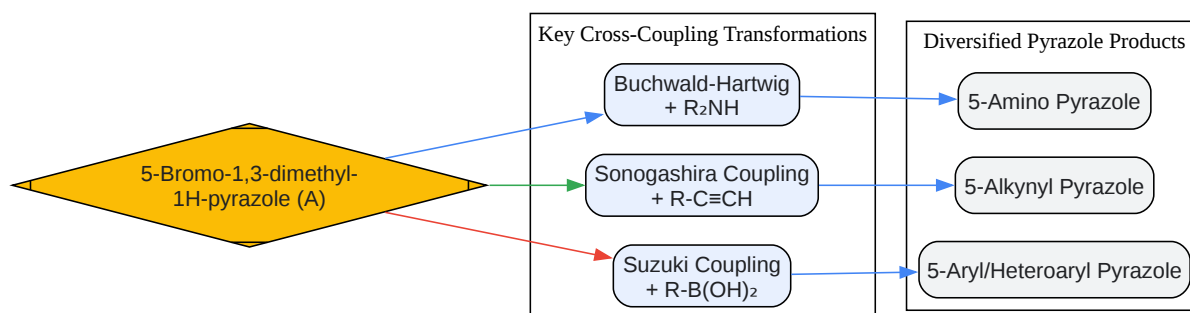 Key Cross-Coupling Transformations
Diversified Pyrazole Products
5-Bromo-1,3-dimethyl-
1H-pyrazole (A)
Buchwald-Hartwig
+ R₂NH
5-Amino Pyrazole
Sonogashira Coupling
+ R-C≡CH
5-Alkynyl Pyrazole
Suzuki Coupling
+ R-B(OH)₂
5-Aryl/Heteroaryl Pyrazole